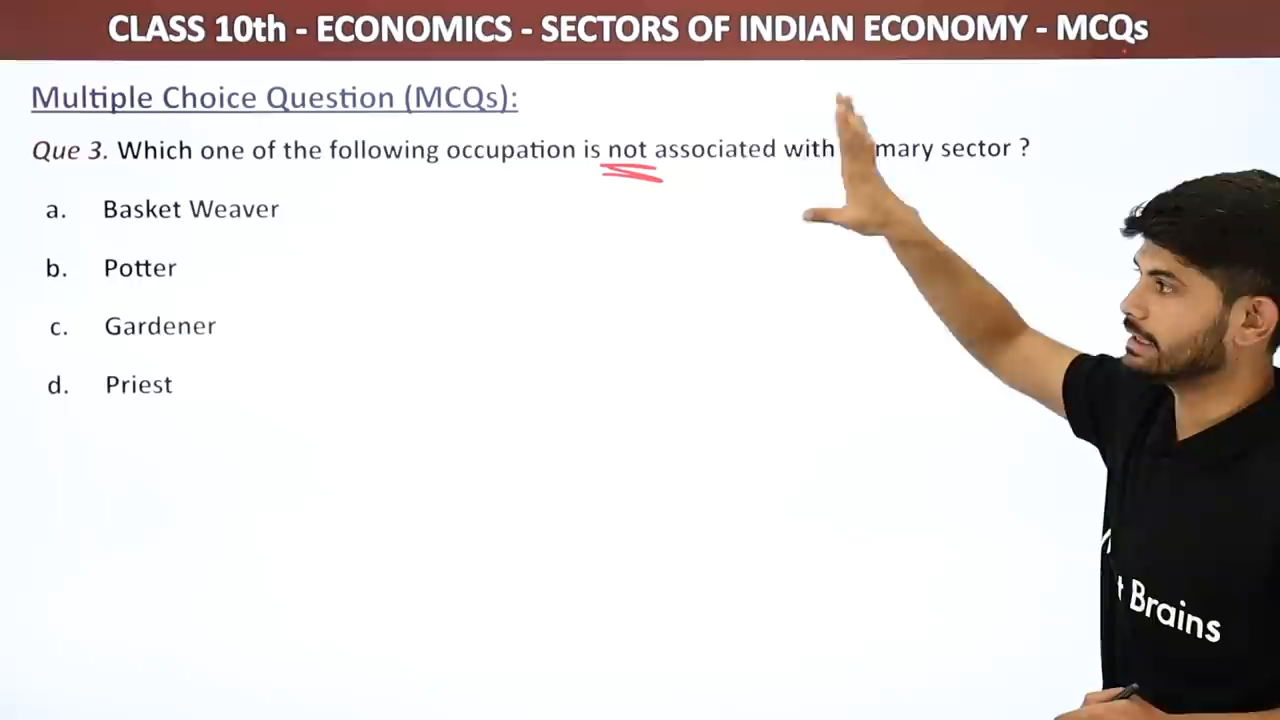 CLASS 10th - ECONOMICS - SECTORS OF INDIAN ECONOMY - MCQs
Multiple Choice Question (MCQs):
Que 3. Which one of the following occupation is not associated with mary sector ?
a. Basket Weaver
b. Potter
c. Gardener
d. Priest
t Brains